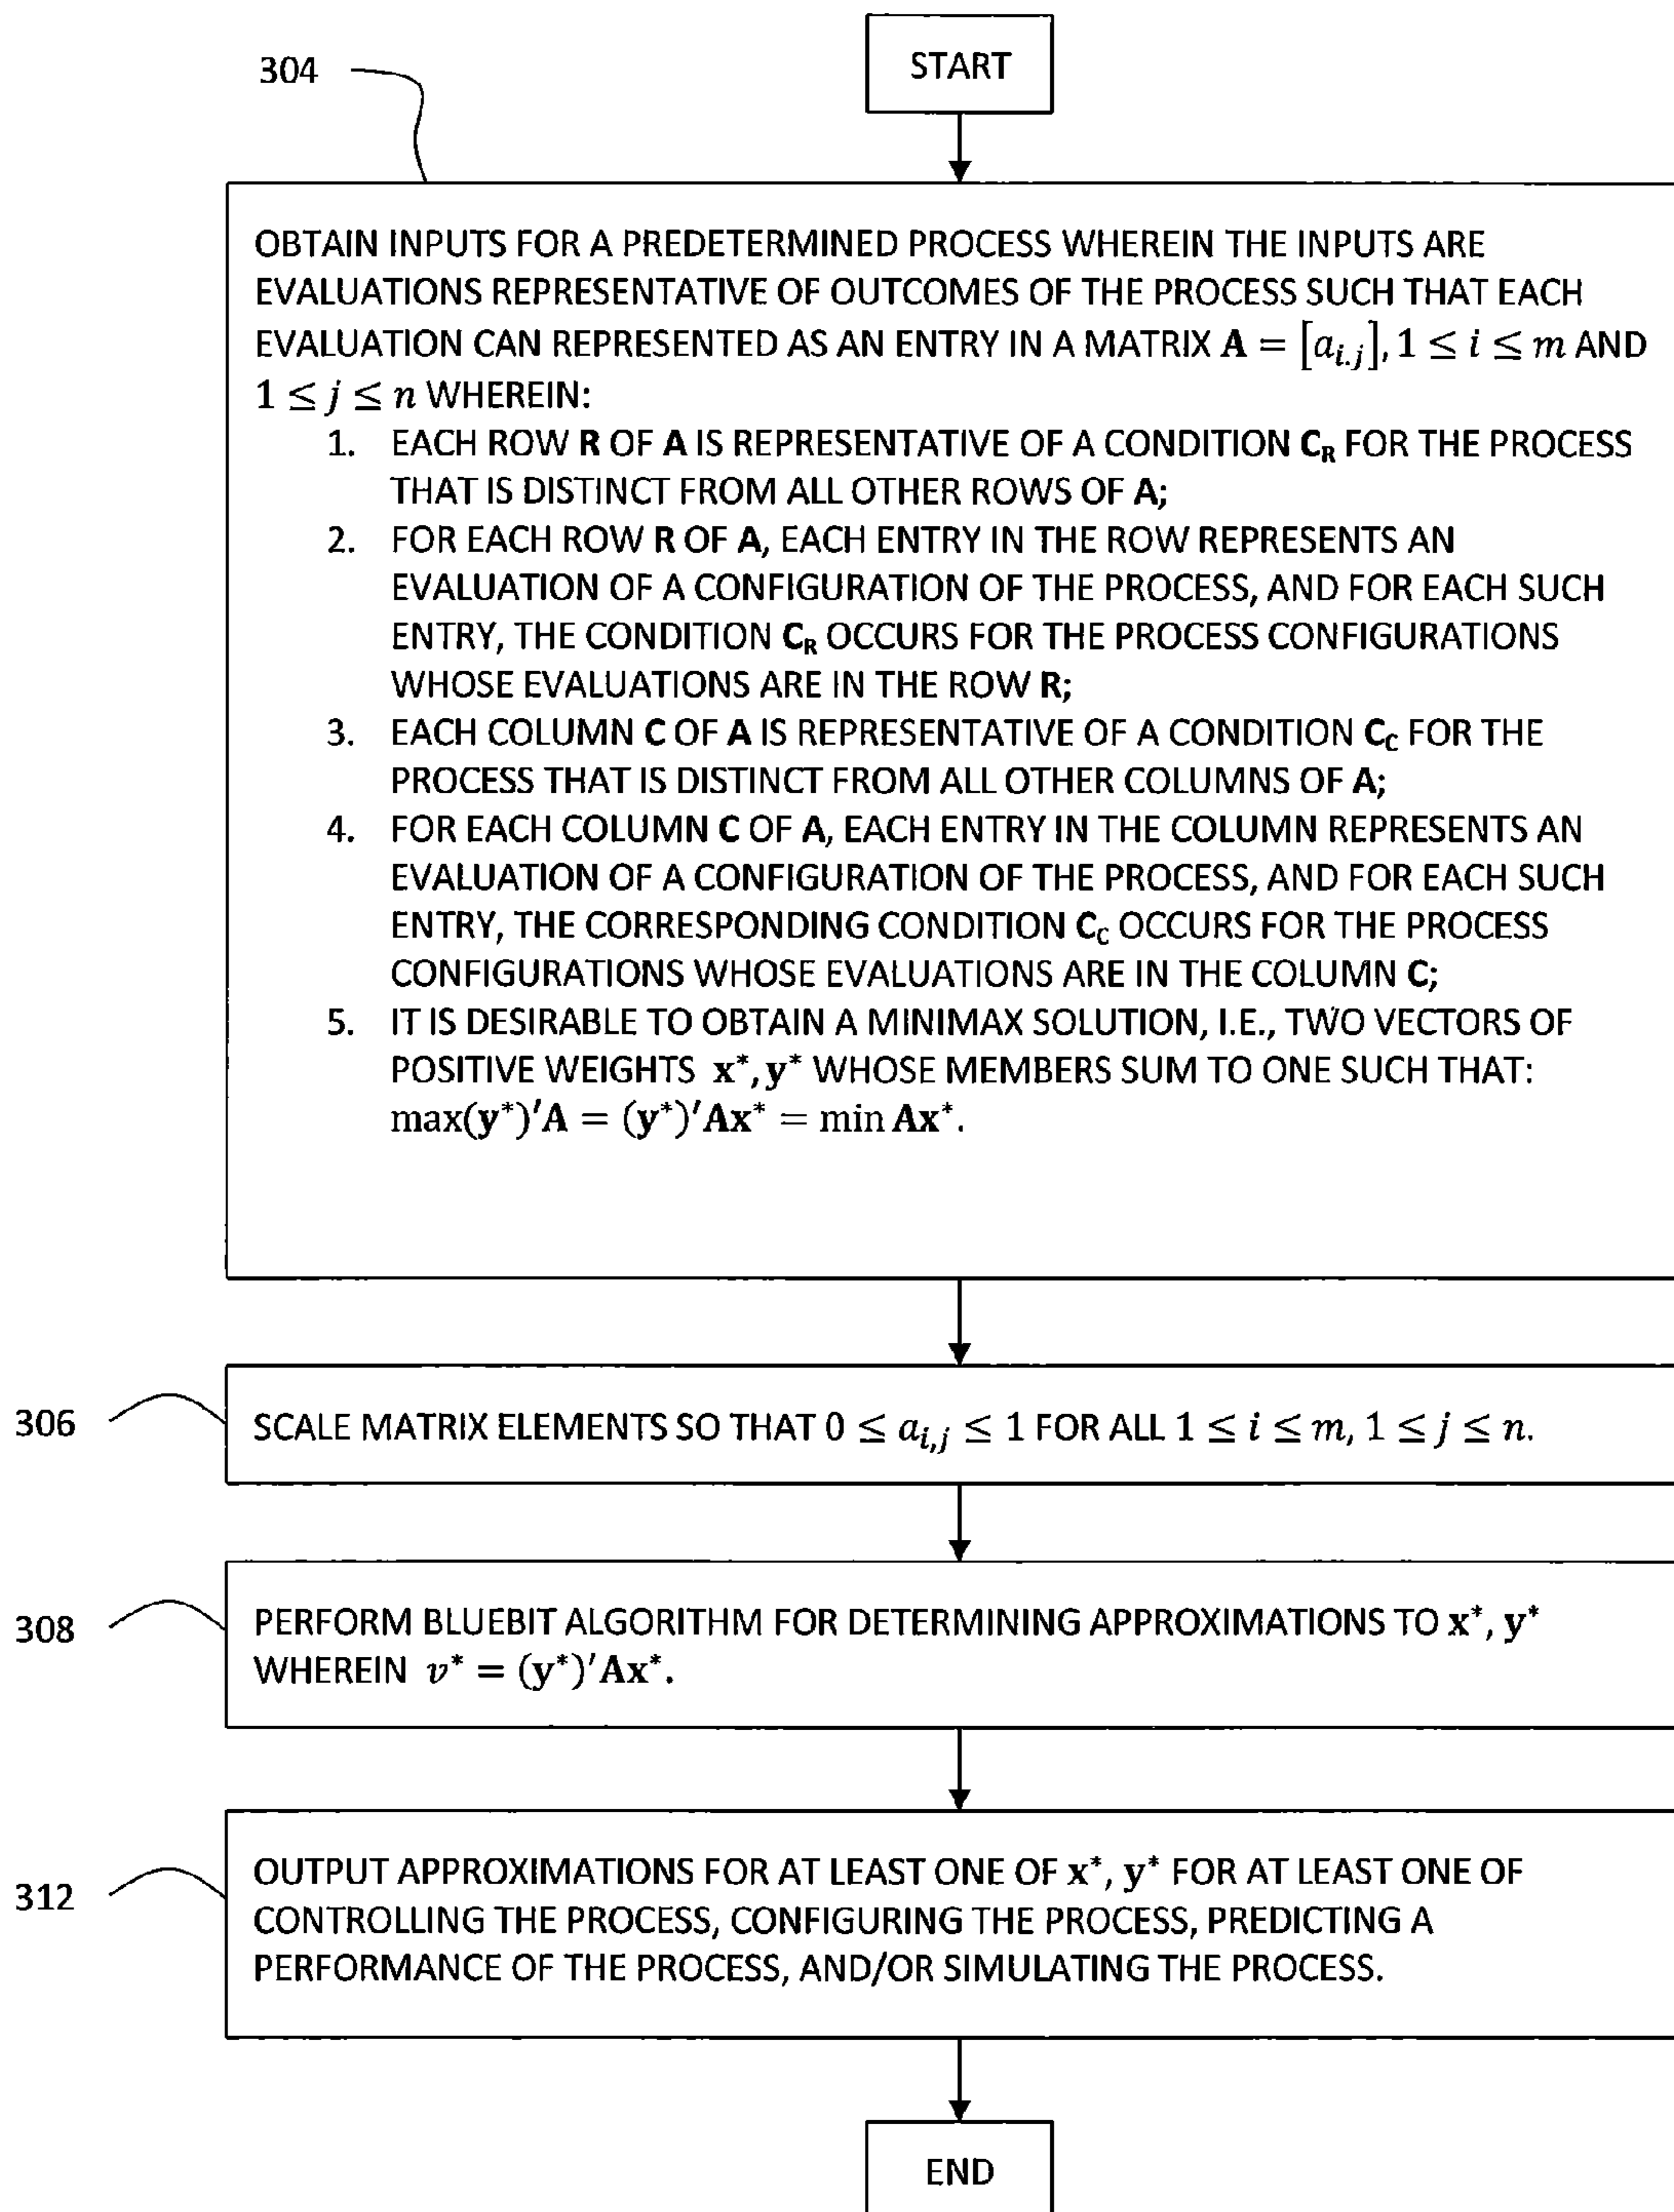 START
304
OBTAIN INPUTS FOR A PREDETERMINED PROCESS WHEREIN THE INPUTS ARE
EVALUATIONS REPRESENTATIVE OF OUTCOMES OF THE PROCESS SUCH THAT EACH
EVALUATION CAN REPRESENTED AS AN ENTRY IN A MATRIX A = [a_{i.j}], 1 ≤ i ≤ m AND
1 ≤ j ≤ n WHEREIN:
1. EACH ROW R OF A IS REPRESENTATIVE OF A CONDITION C_R FOR THE PROCESS
THAT IS DISTINCT FROM ALL OTHER ROWS OF A;
2. FOR EACH ROW R OF A, EACH ENTRY IN THE ROW REPRESENTS AN
EVALUATION OF A CONFIGURATION OF THE PROCESS, AND FOR EACH SUCH
ENTRY, THE CONDITION C_R OCCURS FOR THE PROCESS CONFIGURATIONS
WHOSE EVALUATIONS ARE IN THE ROW R;
3. EACH COLUMN C OF A IS REPRESENTATIVE OF A CONDITION C_C FOR THE
PROCESS THAT IS DISTINCT FROM ALL OTHER COLUMNS OF A;
4. FOR EACH COLUMN C OF A, EACH ENTRY IN THE COLUMN REPRESENTS AN
EVALUATION OF A CONFIGURATION OF THE PROCESS, AND FOR EACH SUCH
ENTRY, THE CORRESPONDING CONDITION C_C OCCURS FOR THE PROCESS
CONFIGURATIONS WHOSE EVALUATIONS ARE IN THE COLUMN C;
5. IT IS DESIRABLE TO OBTAIN A MINIMAX SOLUTION, I.E., TWO VECTORS OF
POSITIVE WEIGHTS x*, y* WHOSE MEMBERS SUM TO ONE SUCH THAT:
max(y*)′A = (y*)′Ax* = min Ax*.
306
SCALE MATRIX ELEMENTS SO THAT 0 ≤ a_{i,j} ≤ 1 FOR ALL 1 ≤ i ≤ m, 1 ≤ j ≤ n.
308
PERFORM BLUEBIT ALGORITHM FOR DETERMINING APPROXIMATIONS TO x*, y*
WHEREIN v* = (y*)′Ax*.
312
OUTPUT APPROXIMATIONS FOR AT LEAST ONE OF x*, y* FOR AT LEAST ONE OF
CONTROLLING THE PROCESS, CONFIGURING THE PROCESS, PREDICTING A
PERFORMANCE OF THE PROCESS, AND/OR SIMULATING THE PROCESS.
END